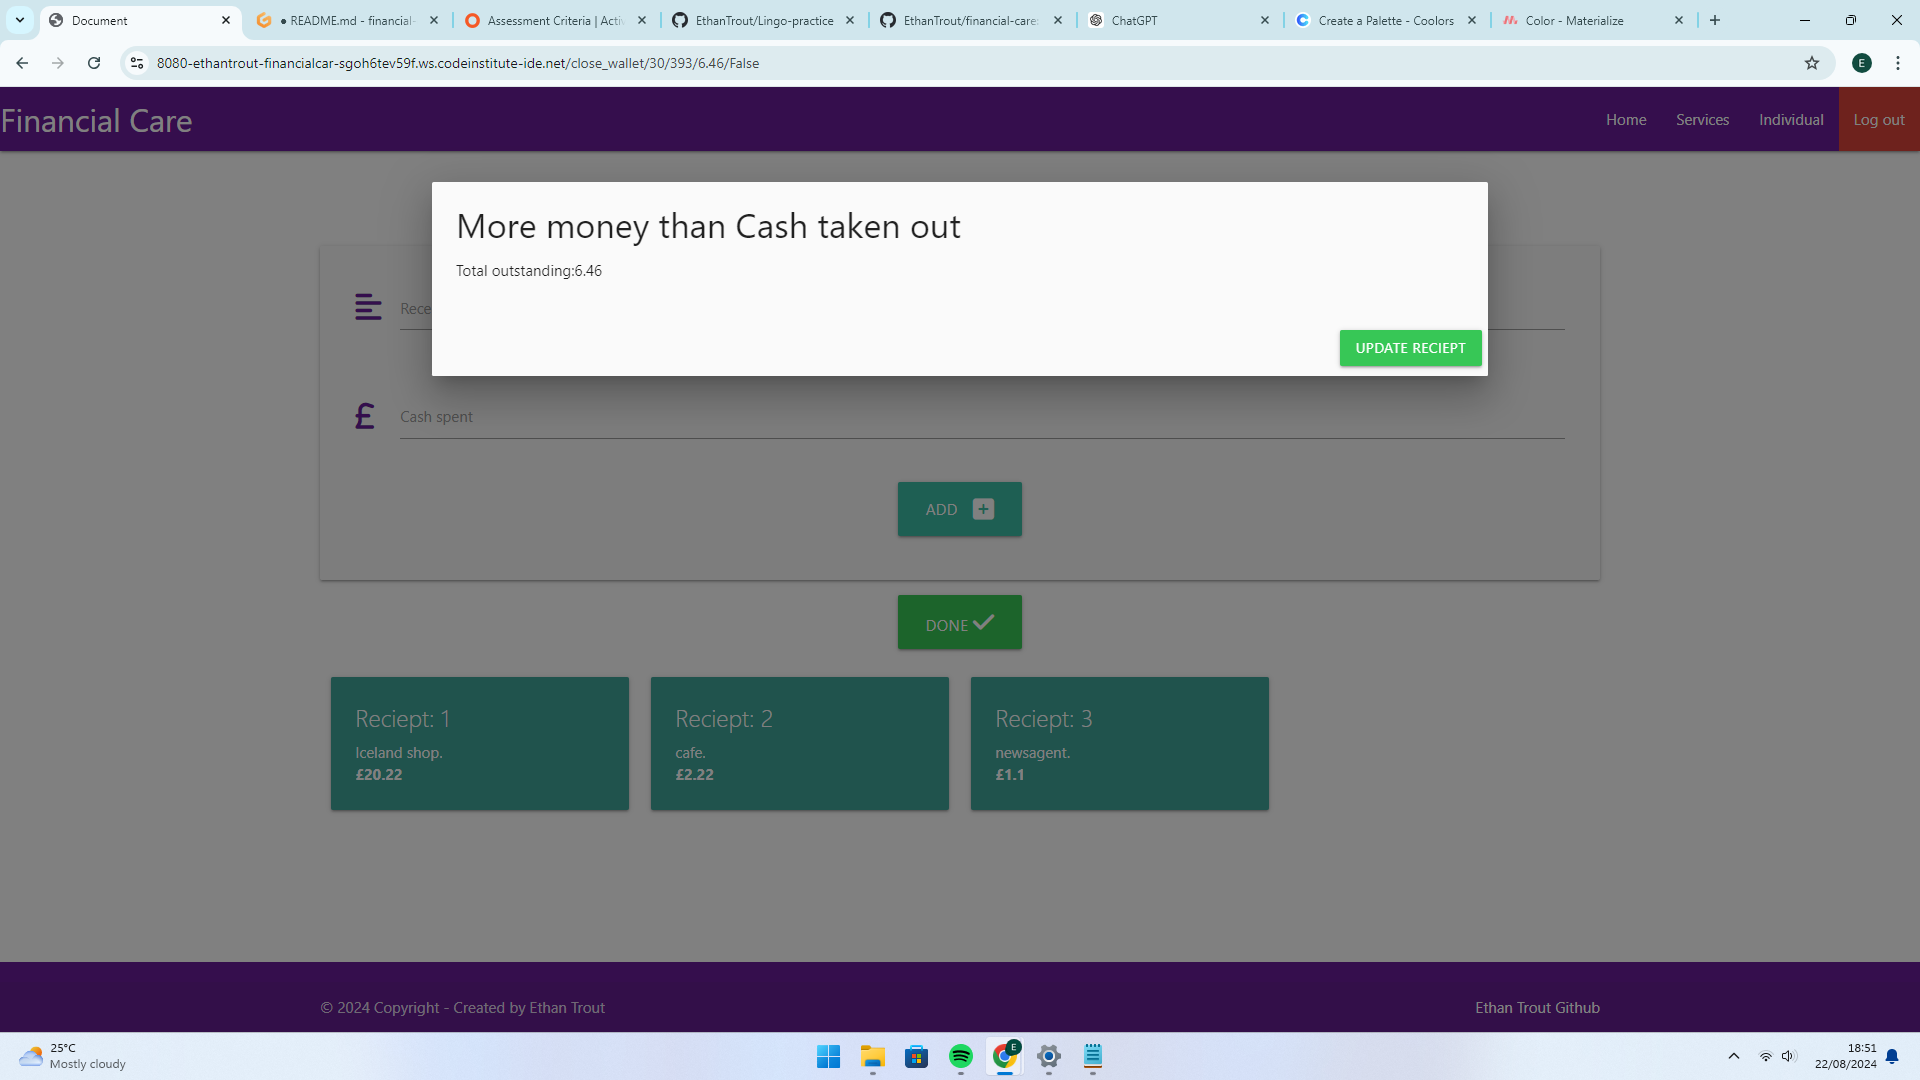 Document
● README.md - financial-
Assessment Criteria | Activ
EthanTrout/Lingo-practice
EthanTrout/financial-care:
ChatGPT
Create a Palette - Coolors
Color - Materialize
8080-ethantrout-financialcar-sgoh6tev59f.ws.codeinstitute-ide.net/close_wallet/30/393/6.46/False
E
Financial Care
Home
Services
Individual
Log out
More money than Cash taken out
Total outstanding:6.46
UPDATE RECIEPT
Rece
£
Cash spent
ADD
DONE
Reciept: 1
Iceland shop.
£20.22
Reciept: 2
cafe.
£2.22
Reciept: 3
newsagent.
£1.1
© 2024 Copyright - Created by Ethan Trout
Ethan Trout Github
25°C
Mostly cloudy
E
18:51
22/08/2024